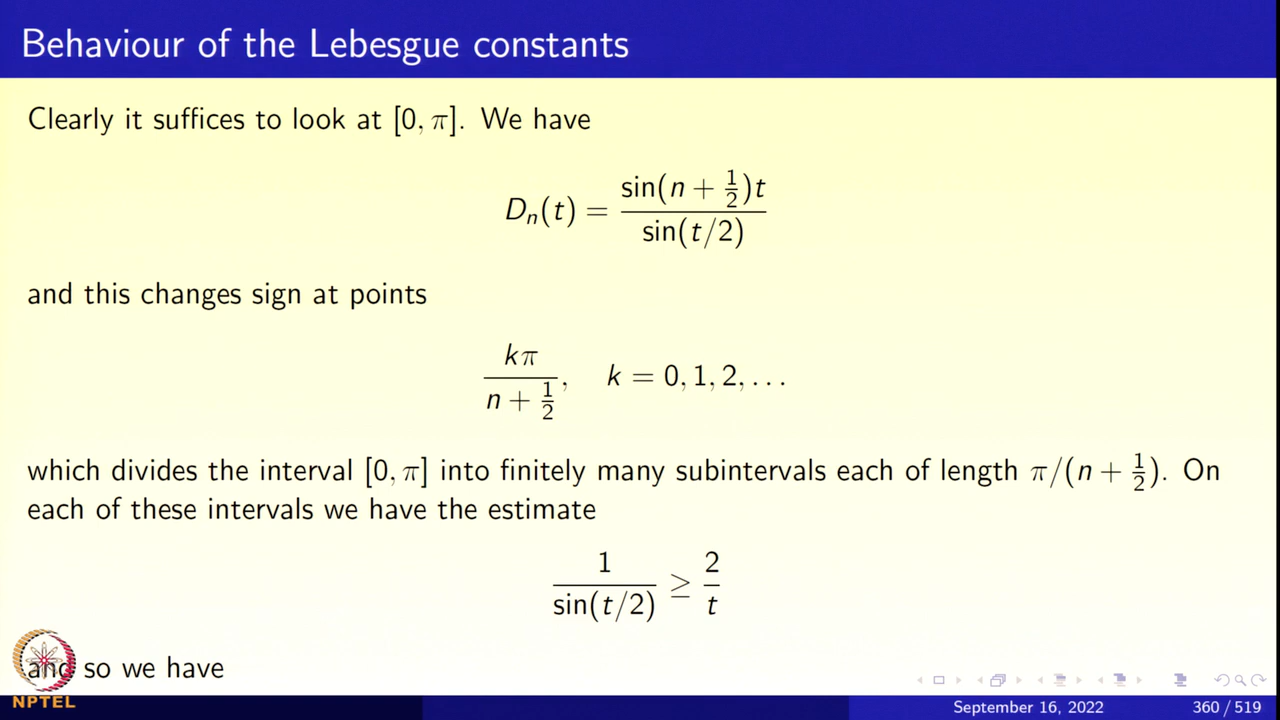 Behaviour of the Lebesgue constants
Clearly it suffices to look at [0, π]. We have
Dₙ(t) = sin(n + 1/2)t / sin(t/2)
and this changes sign at points
kπ / (n + 1/2), k = 0, 1, 2, . . .
which divides the interval [0, π] into finitely many subintervals each of length π/(n + 1/2). On
each of these intervals we have the estimate
1 / sin(t/2) ≥ 2 / t
and so we have
NPTEL
September 16, 2022 360 / 519